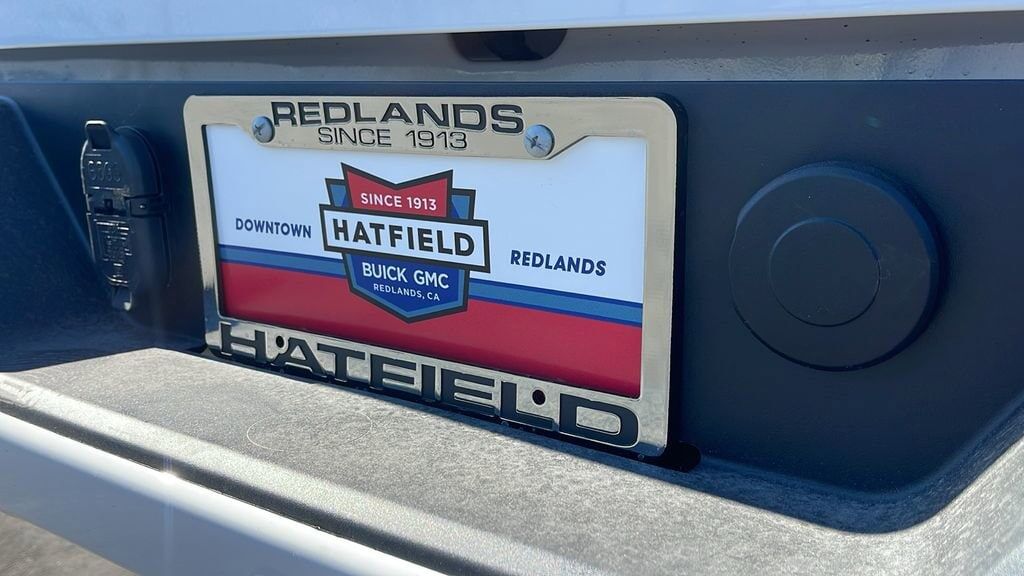 REDLANDS
SINCE 1913
SINCE 1913
DOWNTOWN HATFIELD REDLANDS
BUICK GMC
REDLANDS, CA
HATFIELD